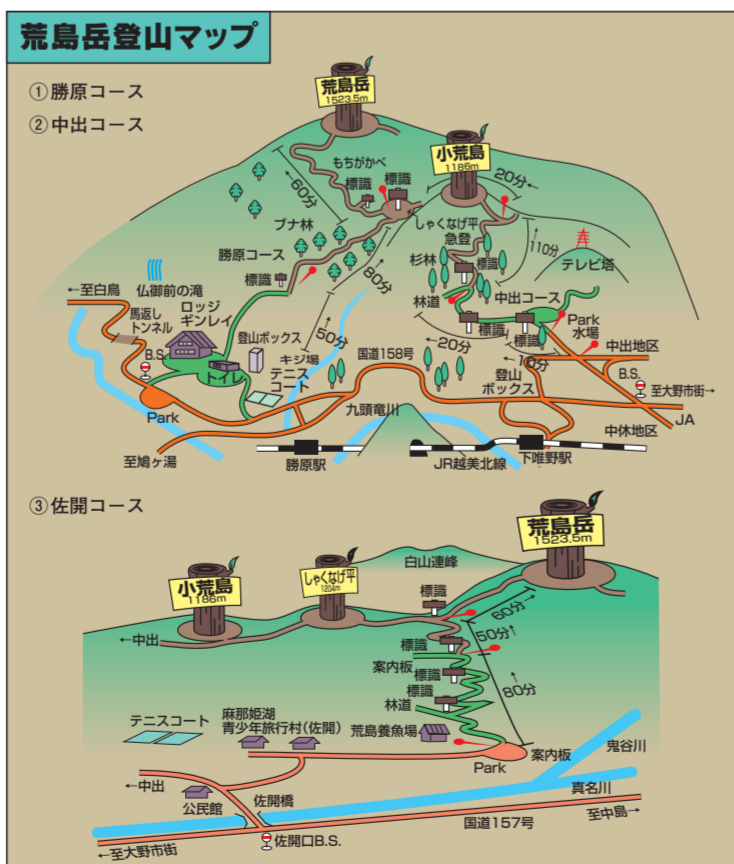 荒島岳登山マップ
①勝原コース
②中出コース
荒島岳
1523.5m
小荒島
1186m
もちがかべ
標識
標識
20分←
←60分
しゃくなげ平
急登
ブナ林
←110分
勝原コース
杉林
標識
テレビ塔
←80分
標識
林道
中出コース
←至白鳥
仏御前の滝
馬返し
トンネル
ロッジ
ギンレイ
登山ボックス
←50分
標識
標識
Park
水場
中出地区
B.S.
トイレ
キジ場
テニス
コート
国道158号
←20分
←10分
登山
ボックス
B.S.
至大野市街→
Park
九頭竜川
JA
中休地区
至鳩ヶ湯
勝原駅
JR越美北線
下唯野駅
③佐開コース
荒島岳
1523.5m
白山連峰
しゃくなげ平
1204m
小荒島
1186m
標識
60分→
←中出
標識
50分→
案内板
標識
←80分
標識
林道
テニスコート
麻那姫湖
青少年旅行村(佐開)
荒島養魚場
Park
案内板
鬼谷川
←中出
公民館
佐開橋
真名川
至中島→
国道157号
←至大野市街
佐開口B.S.